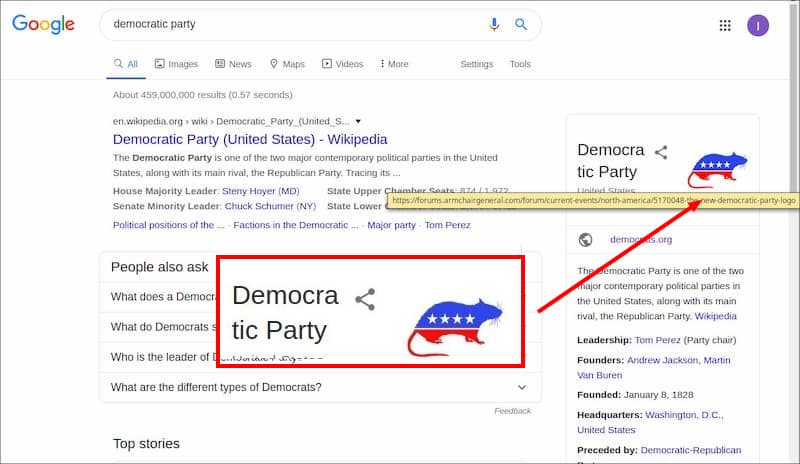 Google
democratic party
I
All
Images
News
Maps
Videos
More
Settings
Tools
About 459,000,000 results (0.57 seconds)
en.wikipedia.org › wiki › Democratic_Party_(United_S...
Democratic Party (United States) - Wikipedia
The Democratic Party is one of the two major contemporary political parties in the United
States, along with its main rival, the Republican Party. Tracing its ...
House Majority Leader: Steny Hoyer (MD)
State Upper Chamber Seats: 874 / 1,972
Senate Minority Leader: Chuck Schumer (NY)
State Lower
Political positions of the ... · Factions in the Democratic ... · Major party · Tom Perez
People also ask
What does a Democra
What do Democrats s
Who is the leader of
What are the different types of Democrats?
Feedback
Top stories
Democra
tic Party
Democra
tic Party
United States
https://forums.armchairgeneral.com/forum/current-events/north-america/5170048-the-new-democratic-party-logo
democrats.org
The Democratic Party is one of the two
major contemporary political parties in
the United States, along with its main
rival, the Republican Party. Wikipedia
Leadership: Tom Perez (Party chair)
Founders: Andrew Jackson, Martin
Van Buren
Founded: January 8, 1828
Headquarters: Washington, D.C.,
United States
Preceded by: Democratic-Republican